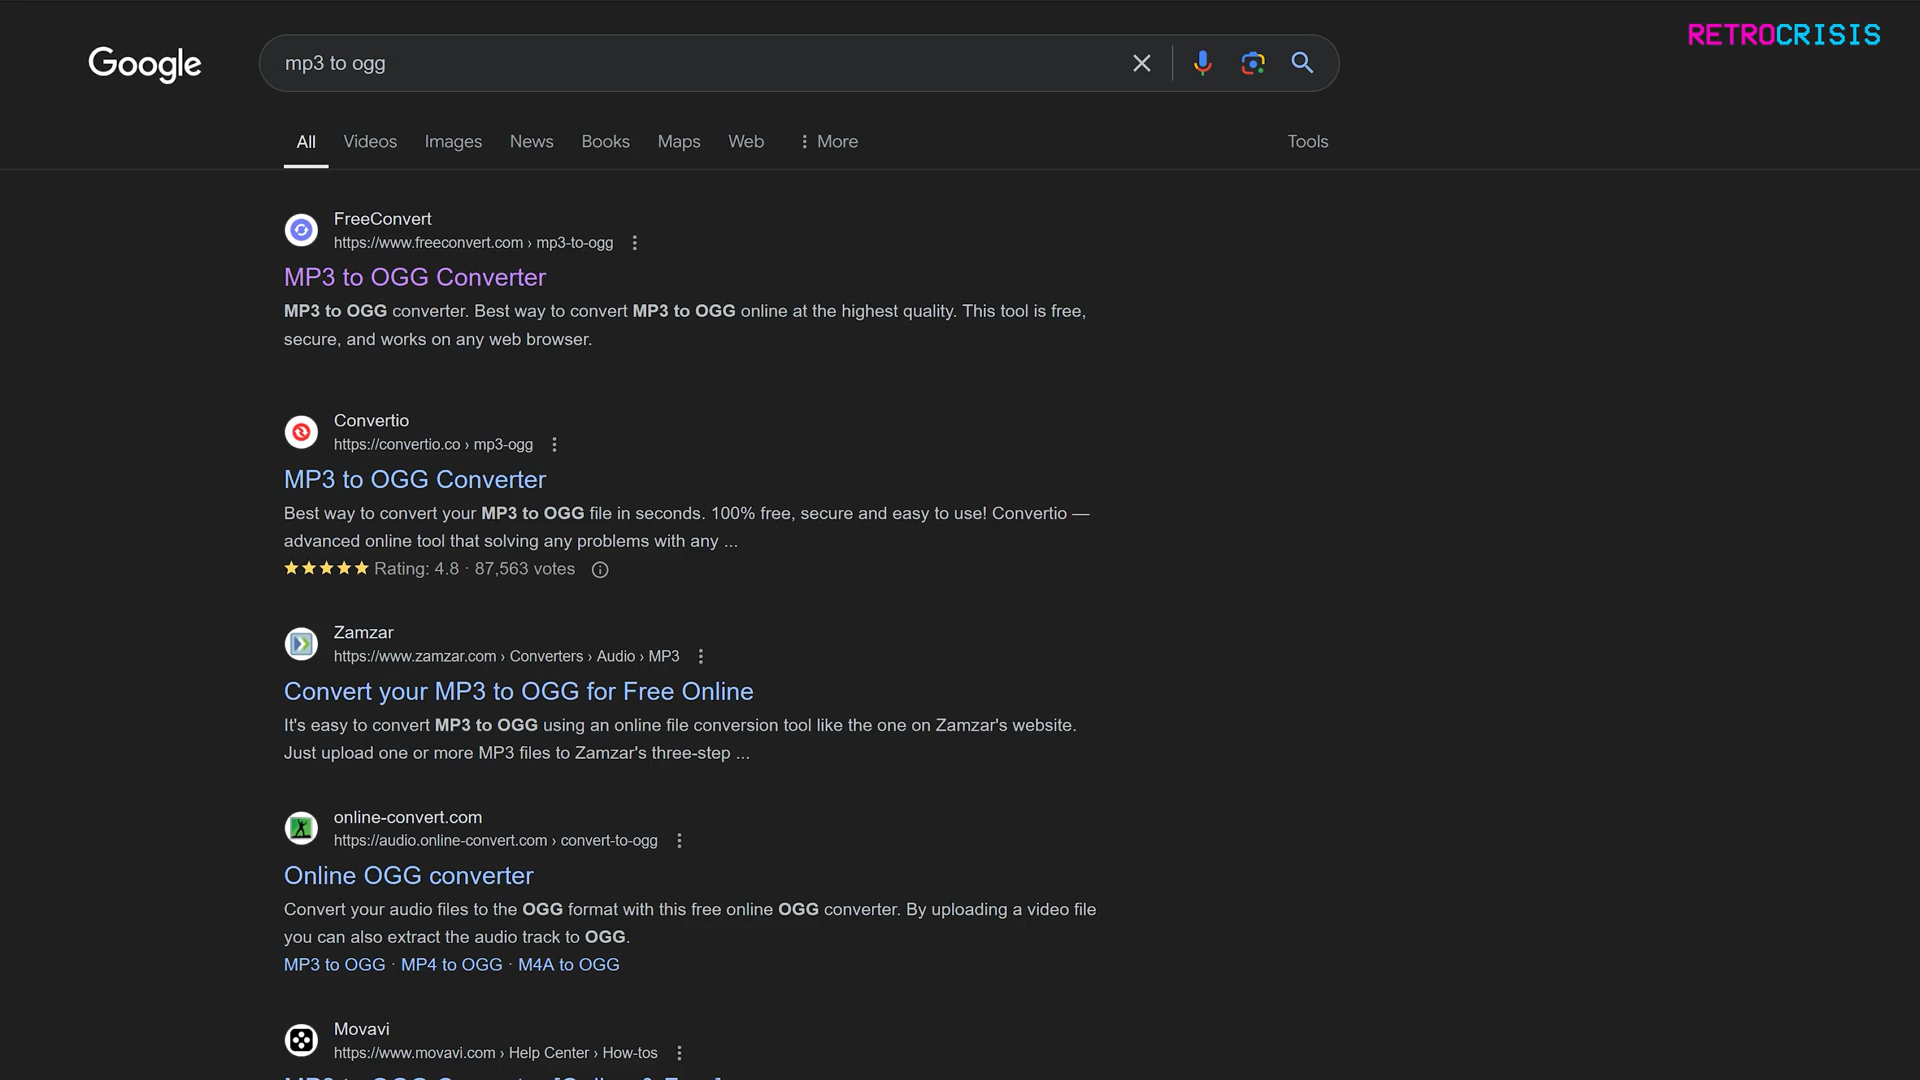 RETROCRISIS
Google
mp3 to ogg
All Videos Images News Books Maps Web More Tools
FreeConvert
https://www.freeconvert.com › mp3-to-ogg
MP3 to OGG Converter
MP3 to OGG converter. Best way to convert MP3 to OGG online at the highest quality. This tool is free,
secure, and works on any web browser.
Convertio
https://convertio.co › mp3-ogg
MP3 to OGG Converter
Best way to convert your MP3 to OGG file in seconds. 100% free, secure and easy to use! Convertio —
advanced online tool that solving any problems with any ...
Rating: 4.8 · 87,563 votes
Zamzar
https://www.zamzar.com › Converters › Audio › MP3
Convert your MP3 to OGG for Free Online
It's easy to convert MP3 to OGG using an online file conversion tool like the one on Zamzar's website.
Just upload one or more MP3 files to Zamzar's three-step ...
online-convert.com
https://audio.online-convert.com › convert-to-ogg
Online OGG converter
Convert your audio files to the OGG format with this free online OGG converter. By uploading a video file
you can also extract the audio track to OGG.
MP3 to OGG · MP4 to OGG · M4A to OGG
Movavi
https://www.movavi.com › Help Center › How-tos